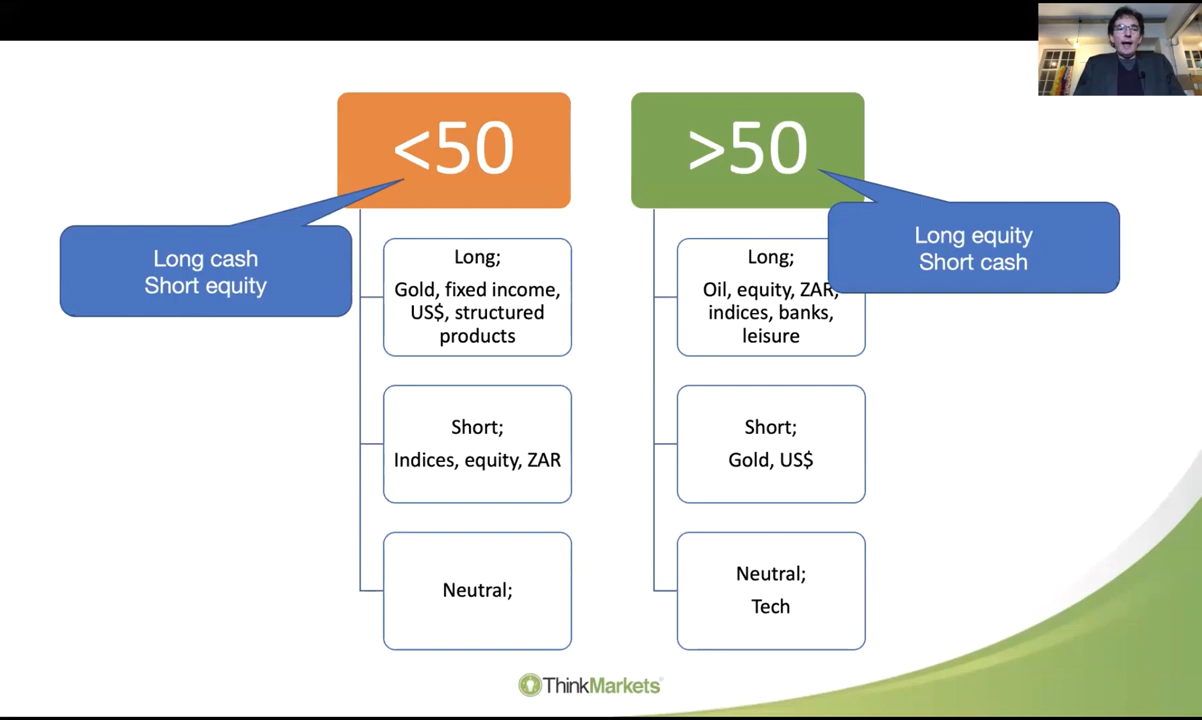 <50
Long cash
Short equity
Long;
Gold, fixed income,
US$, structured
products
Short;
Indices, equity, ZAR
Neutral;
>50
Long equity
Short cash
Long;
Oil, equity, ZAR,
indices, banks,
leisure
Short;
Gold, US$
Neutral;
Tech
ThinkMarkets